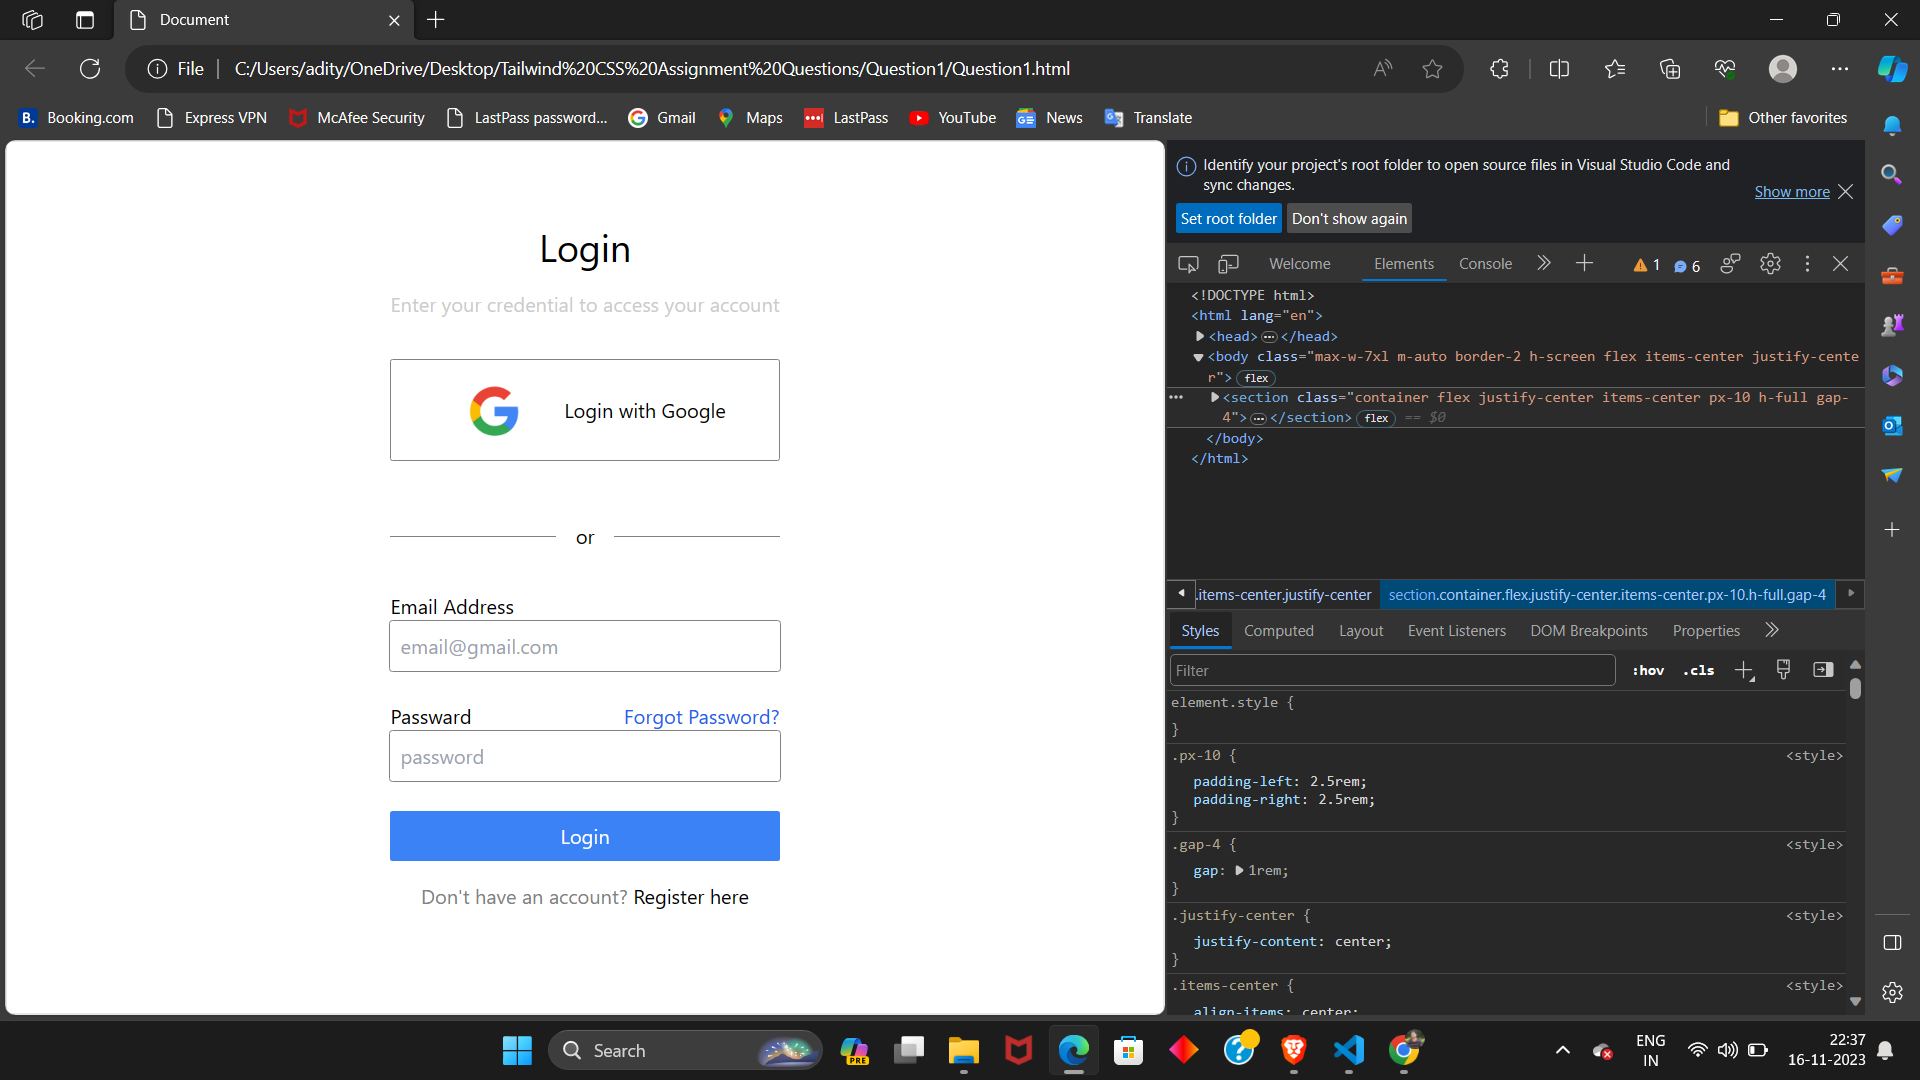 Document
File
C:/Users/adity/OneDrive/Desktop/Tailwind%20CSS%20Assignment%20Questions/Question1/Question1.html
B. Booking.com Express VPN McAfee Security LastPass password... Gmail Maps LastPass YouTube News Translate Other favorites
Login
Enter your credential to access your account
Login with Google
or
Email Address
email@gmail.com
Passward Forgot Password?
password
Login
Don't have an account? Register here
Identify your project's root folder to open source files in Visual Studio Code and
sync changes.
Show more
Set root folder Don't show again
Welcome Elements Console 1 6
<!DOCTYPE html>
<html lang="en">
<head>…</head>
<body class="max-w-7xl m-auto border-2 h-screen flex items-center justify-cente
r"> flex
<section class="container flex justify-center items-center px-10 h-full gap-
4">…</section> flex == $0
</body>
</html>
.items-center.justify-center section.container.flex.justify-center.items-center.px-10.h-full.gap-4
Styles Computed Layout Event Listeners DOM Breakpoints Properties
Filter :hov .cls
element.style {
}
.px-10 { <style>
padding-left: 2.5rem;
padding-right: 2.5rem;
}
.gap-4 { <style>
gap: 1rem;
}
.justify-center { <style>
justify-content: center;
}
.items-center { <style>
align-items: center;
Search
PRE
ENG
IN
22:37
16-11-2023